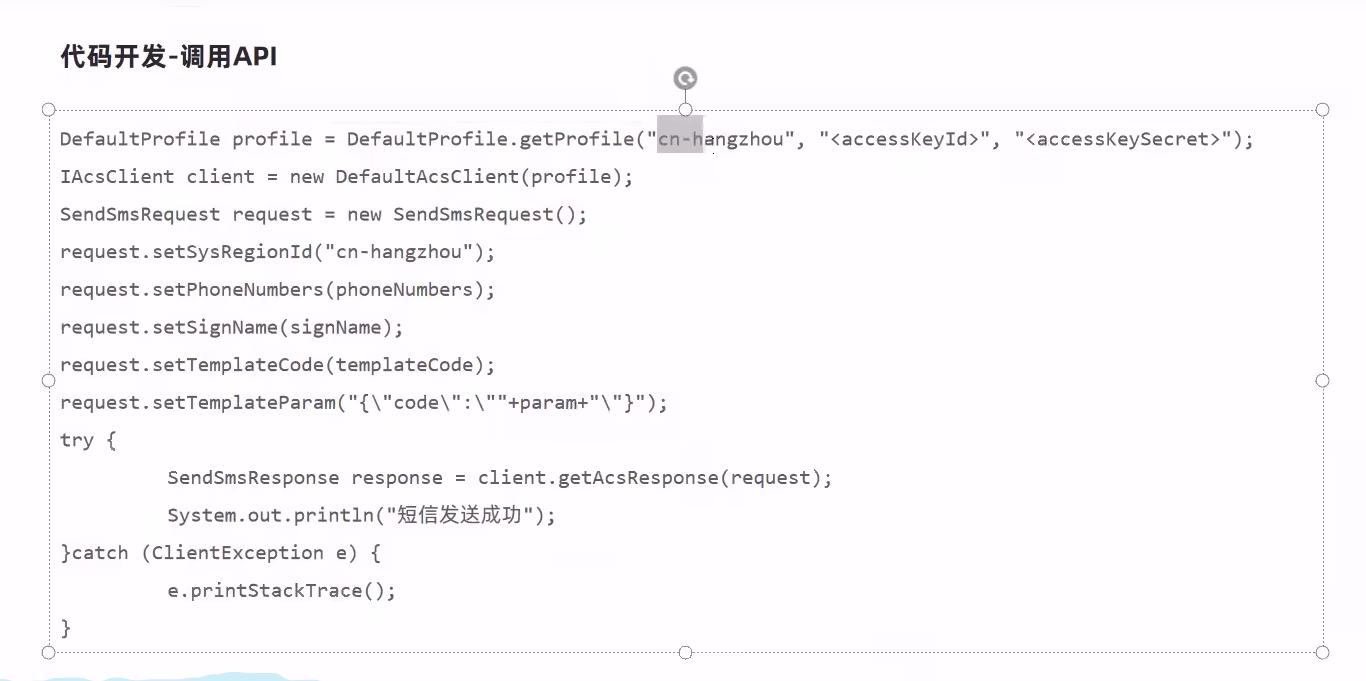 代码开发-调用API
DefaultProfile profile = DefaultProfile.getProfile("cn-hangzhou", "<accessKeyId>", "<accessKeySecret>");
IAcsClient client = new DefaultAcsClient(profile);
SendSmsRequest request = new SendSmsRequest();
request.setSysRegionId("cn-hangzhou");
request.setPhoneNumbers(phoneNumbers);
request.setSignName(signName);
request.setTemplateCode(templateCode);
request.setTemplateParam("{\"code\":\""+param+"\"}");
try {
SendSmsResponse response = client.getAcsResponse(request);
System.out.println("短信发送成功");
}catch (ClientException e) {
e.printStackTrace();
}